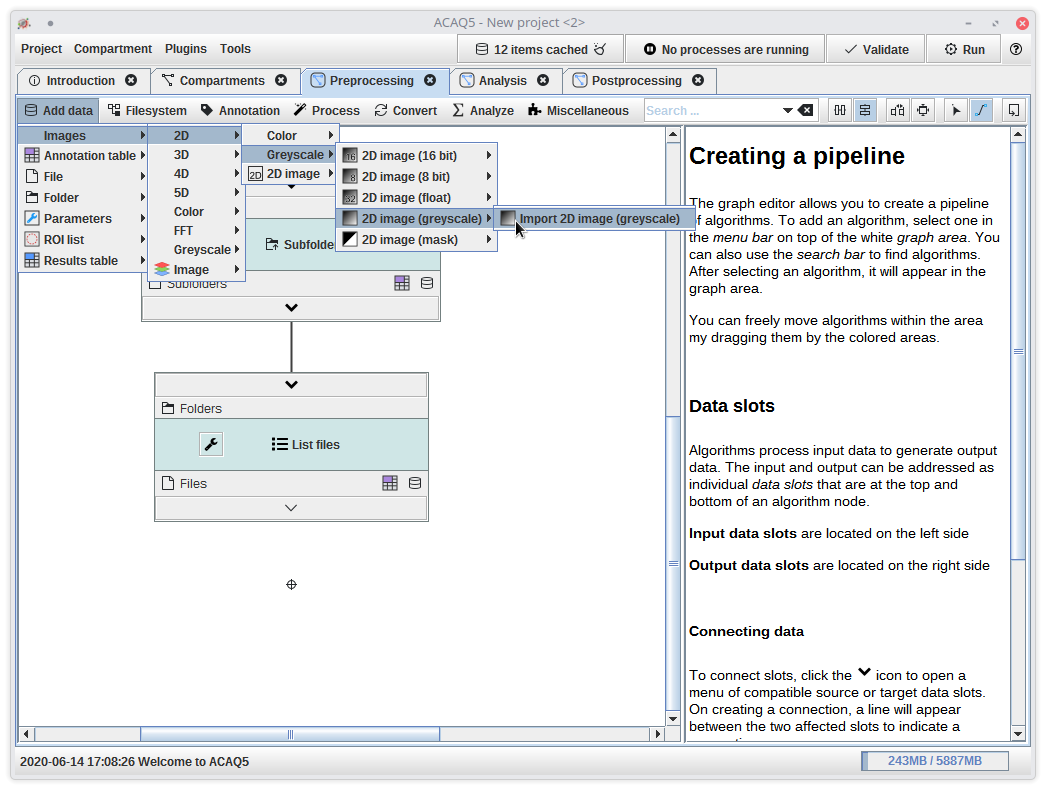 ACAQ5 - New project <2>
Project Compartment Plugins Tools
12 items cached No processes are running Validate Run
Introduction Compartments Preprocessing Analysis Postprocessing
Add data Filesystem Annotation Process Convert Analyze Miscellaneous Search ...
Images
Annotation table
File
Folder
Parameters
ROI list
Results table
2D
3D
4D
5D
Color
FFT
Greyscale
Image
Color
Greyscale
2D 2D image
16 2D image (16 bit)
8 2D image (8 bit)
32 2D image (float)
2D image (greyscale)
2D image (mask)
Import 2D image (greyscale)
Subfolde
Subfolders
Folders
List files
Files
Creating a pipeline
The graph editor allows you to create a pipeline
of algorithms. To add an algorithm, select one in
the menu bar on top of the white graph area. You
can also use the search bar to find algorithms.
After selecting an algorithm, it will appear in the
graph area.
You can freely move algorithms within the area
my dragging them by the colored areas.
Data slots
Algorithms process input data to generate output
data. The input and output can be addressed as
individual data slots that are at the top and
bottom of an algorithm node.
Input data slots are located on the left side
Output data slots are located on the right side
Connecting data
To connect slots, click the icon to open a
menu of compatible source or target data slots.
On creating a connection, a line will appear
between the two affected slots to indicate a
2020-06-14 17:08:26 Welcome to ACAQ5
243MB / 5887MB